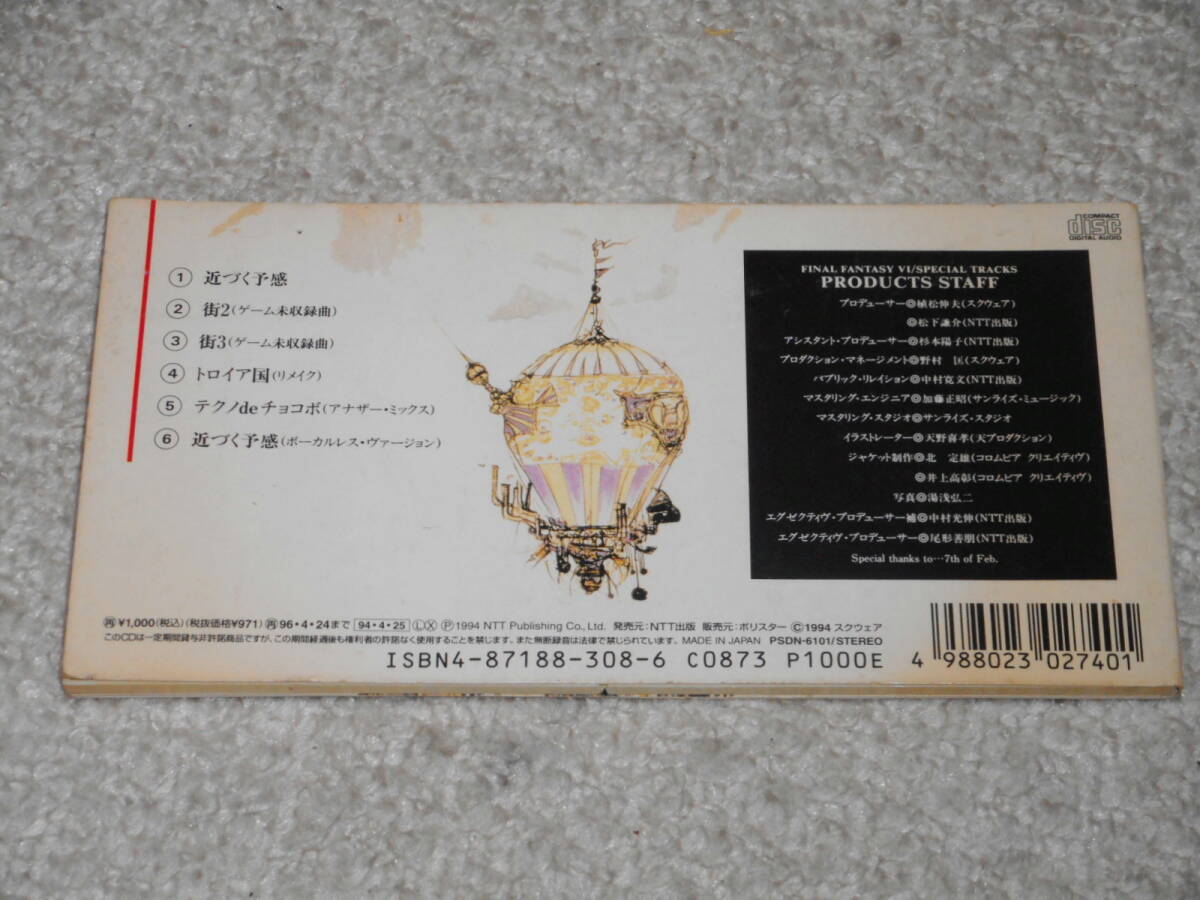 ① 近づく予感
② 街2(ゲーム未収録曲)
③ 街3(ゲーム未収録曲)
④ トロイア国(リメイク)
⑤ テクノdeチョコボ(アナザー・ミックス)
⑥ 近づく予感(ボーカルレス・ヴァージョン)
COMPACT
disc
DIGITAL AUDIO
FINAL FANTASY VI/SPECIAL TRACKS
PRODUCTS STAFF
プロデューサー◎植松伸夫(スクウェア)
◎松下謙介(NTT出版)
アシスタント・プロデューサー◎杉本陽子(NTT出版)
プロダクション・マネージメント◎野村 匡(スクウェア)
パブリック・リレイション◎中村寛文(NTT出版)
マスタリング・エンジニア◎加藤正昭(サンライズ・ミュージック)
マスタリング・スタジオ◎サンライズ・スタジオ
イラストレーター◎天野喜孝(天プロダクション)
ジャケット制作◎北 定雄(コロムビア クリエイティヴ)
◎井上高彰(コロムビア クリエイティヴ)
写真◎湯浅弘二
エグゼクティヴ・プロデューサー補◎中村光伸(NTT出版)
エグゼクティヴ・プロデューサー◎尾形善朋(NTT出版)
Special thanks to…7th of Feb.
㋐ ¥1,000(税込)(税抜価格¥971) 再 96・4・24まで 94・4・25 Ⓛ Ⓧ Ⓟ1994 NTT Publishing Co., Ltd. 発売元:NTT出版 販売元:ポリスター ©1994 スクウェア
このCDは一定期間貸与非許諾商品ですが、この期間経過後も権利者の許諾なく使用することを禁じます。また無断録音は法律で禁じられています。 MADE IN JAPAN PSDN-6101/STEREO
ISBN4-87188-308-6 C0873 P1000E
4 988023 027401